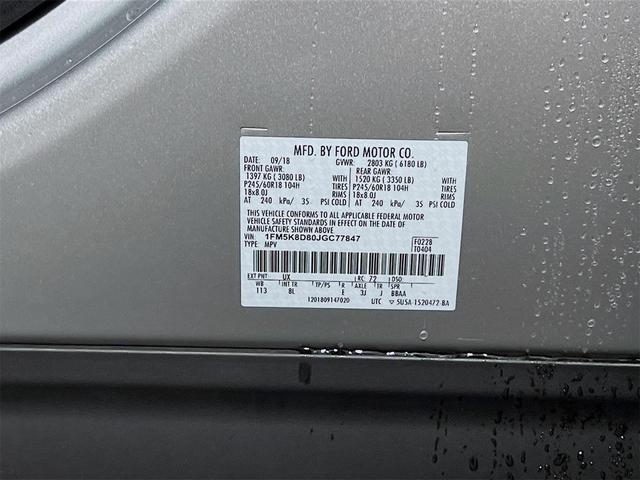 MFD. BY FORD MOTOR CO.
DATE: 09/18 GVWR: 2803 KG ( 6180 LB)
FRONT GAWR: REAR GAWR:
1397 KG ( 3080 LB) WITH 1520 KG ( 3350 LB) WITH
P245/60R18 104H TIRES P245/60R18 104H TIRES
18x8.0J RIMS 18x8.0J RIMS
AT 240 kPa/ 35 PSI COLD AT 240 kPa/ 35 PSI COLD
THIS VEHICLE CONFORMS TO ALL APPLICABLE FEDERAL MOTOR
VEHICLE SAFETY STANDARDS IN EFFECT ON THE DATE OF
MANUFACTURE SHOWN ABOVE.
VIN: 1FM5K8D80JGC77847 F0228
TYPE: MPV T0404
EXT PNT: UX RC: 72 DSO:
WB INT TR TP/PS R AXLE TR SPR
113 8L E 3J J BBAA
1201809147020 UTC SU5A-1520472-BA